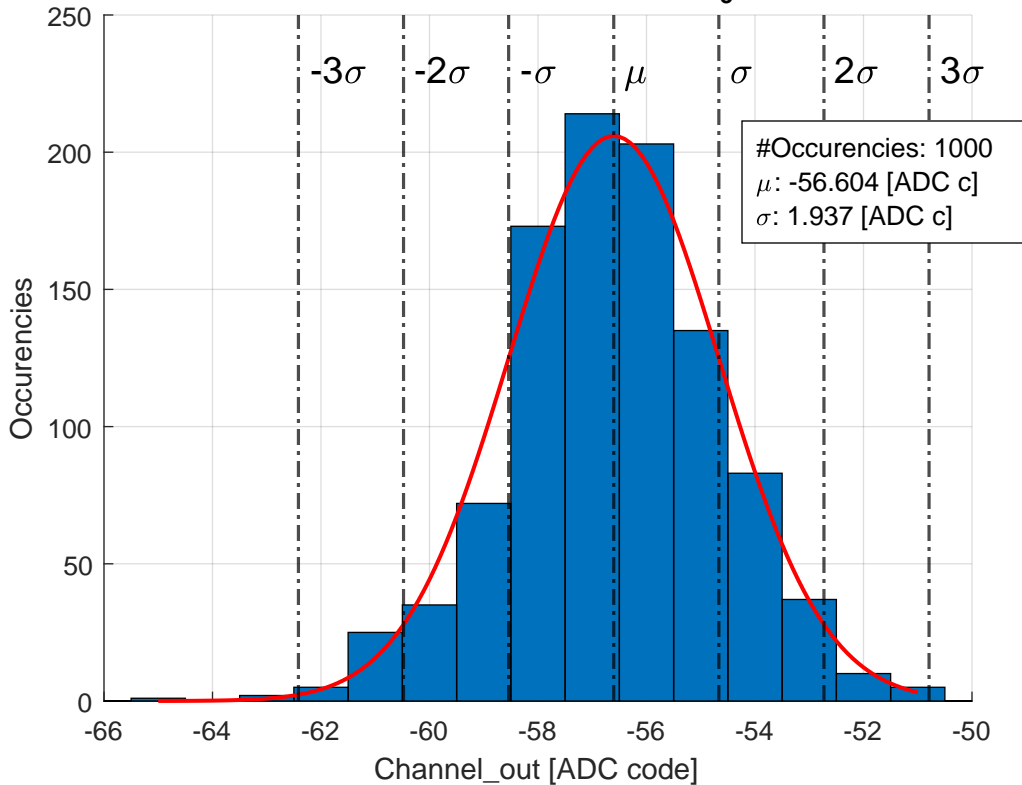 250
200
150
100
50
0
-3σ -2σ -σ μ σ 2σ 3σ
#Occurencies: 1000
μ: -56.604 [ADC c]
σ: 1.937 [ADC c]
Occurencies
-66 -64 -62 -60 -58 -56 -54 -52 -50
Channel_out [ADC code]